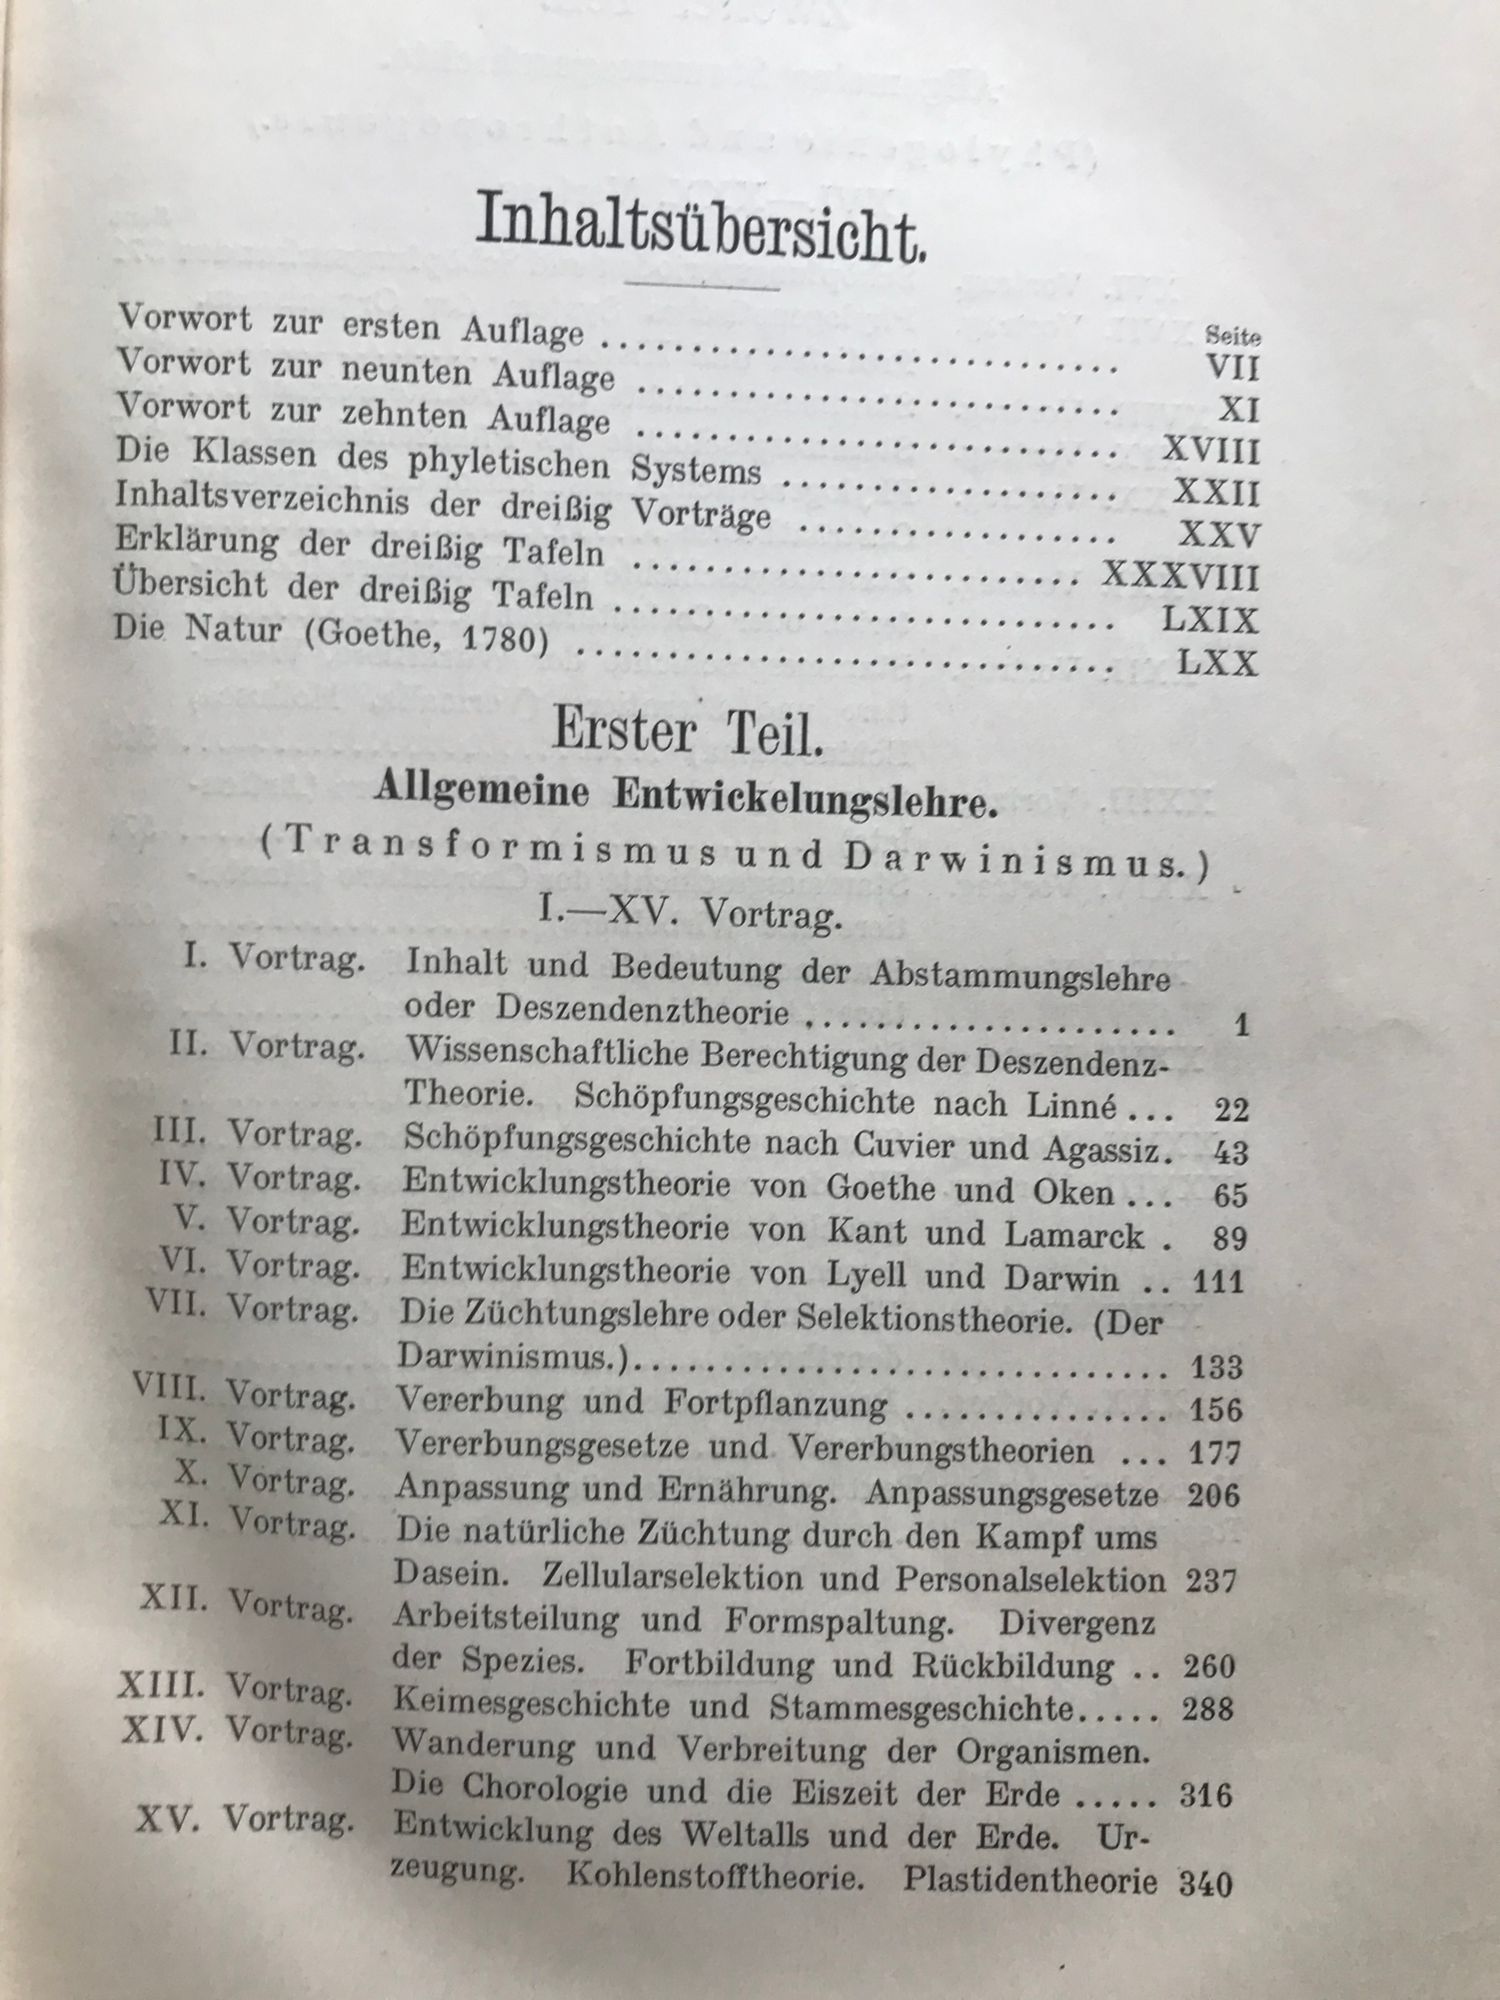 Inhaltsübersicht.
Seite
Vorwort zur ersten Auflage .............................. VII
Vorwort zur neunten Auflage ........................... XI
Vorwort zur zehnten Auflage ........................... XVIII
Die Klassen des phyletischen Systems ................... XXII
Inhaltsverzeichnis der dreißig Vorträge .................. XXV
Erklärung der dreißig Tafeln ......................... XXXVIII
Übersicht der dreißig Tafeln ............................ LXIX
Die Natur (Goethe, 1780) .............................. LXX
Erster Teil.
Allgemeine Entwickelungslehre.
(Transformismus und Darwinismus.)
I.—XV. Vortrag.
I. Vortrag. Inhalt und Bedeutung der Abstammungslehre
oder Deszendenztheorie ..................... 1
II. Vortrag. Wissenschaftliche Berechtigung der Deszendenz-
Theorie. Schöpfungsgeschichte nach Linné ... 22
III. Vortrag. Schöpfungsgeschichte nach Cuvier und Agassiz. 43
IV. Vortrag. Entwicklungstheorie von Goethe und Oken ... 65
V. Vortrag. Entwicklungstheorie von Kant und Lamarck . 89
VI. Vortrag. Entwicklungstheorie von Lyell und Darwin .. 111
VII. Vortrag. Die Züchtungslehre oder Selektionstheorie. (Der
Darwinismus.).............................. 133
VIII. Vortrag. Vererbung und Fortpflanzung ............... 156
IX. Vortrag. Vererbungsgesetze und Vererbungstheorien ... 177
X. Vortrag. Anpassung und Ernährung. Anpassungsgesetze 206
XI. Vortrag. Die natürliche Züchtung durch den Kampf ums
Dasein. Zellularselektion und Personalselektion 237
XII. Vortrag. Arbeitsteilung und Formspaltung. Divergenz
der Spezies. Fortbildung und Rückbildung .. 260
XIII. Vortrag. Keimesgeschichte und Stammesgeschichte..... 288
XIV. Vortrag. Wanderung und Verbreitung der Organismen.
Die Chorologie und die Eiszeit der Erde ..... 316
XV. Vortrag. Entwicklung des Weltalls und der Erde. Ur-
zeugung. Kohlenstofftheorie. Plastidentheorie 340